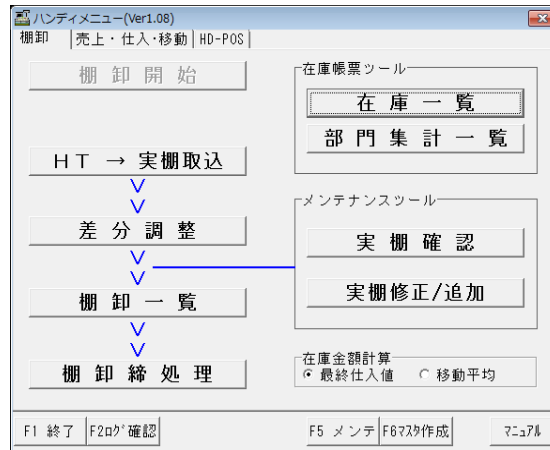 ハンディメニュー(Ver1.08)
棚卸 売上・仕入・移動 HD-POS
棚 卸 開 始
在庫帳票ツール
在 庫 一 覧
部 門 集 計 一 覧
ＨＴ → 実棚取込
メンテナンスツール
差 分 調 整
実 棚 確 認
棚 卸 一 覧
実棚修正/追加
棚 卸 締 処 理
在庫金額計算
最終仕入値 移動平均
F1 終了 F2ﾛｸﾞ確認 F5 メンテ F6ﾏｽﾀ作成 ﾏﾆｭｱﾙ